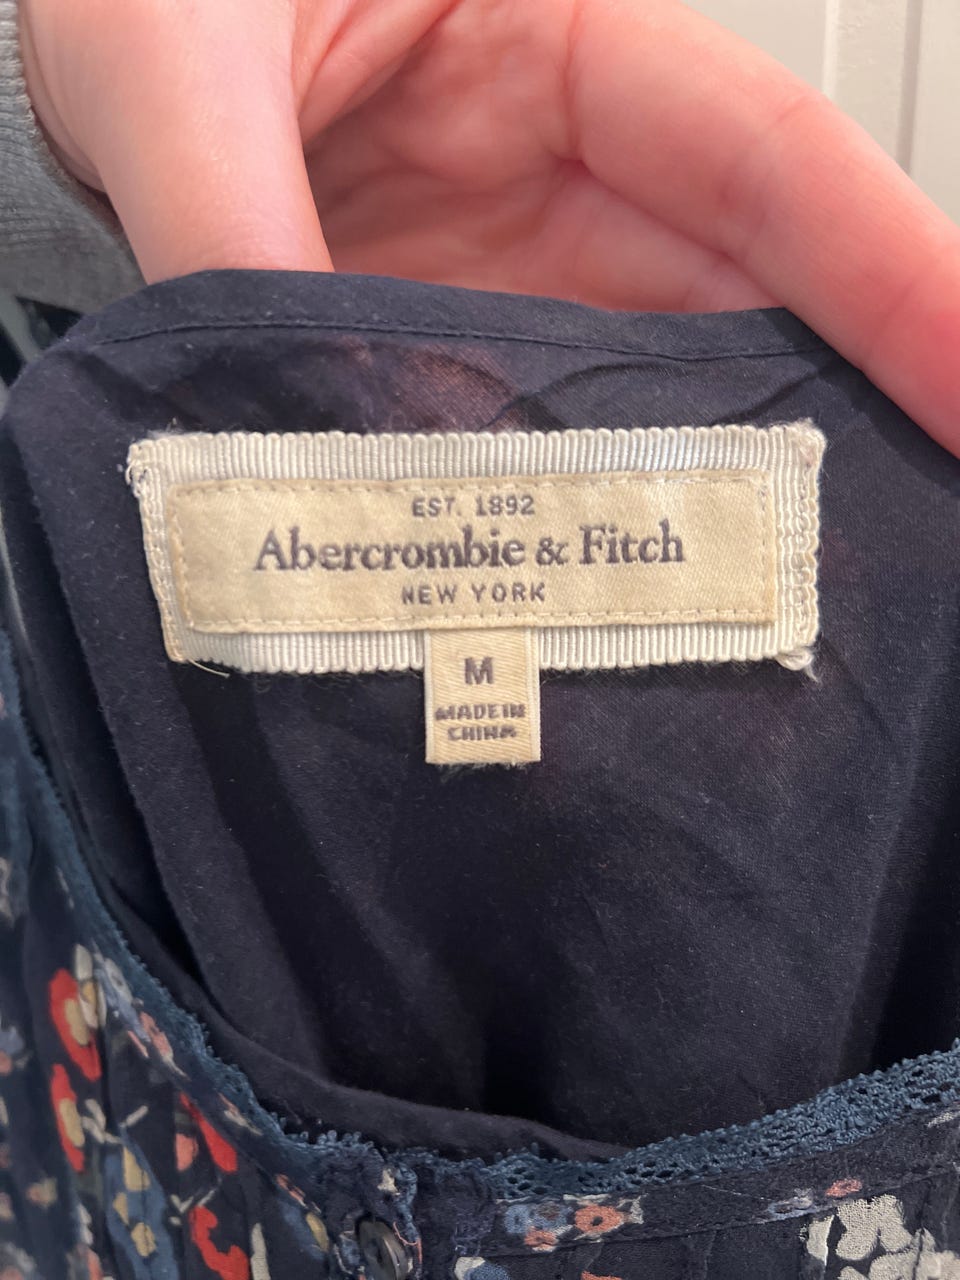 EST. 1892
Abercrombie & Fitch
NEW YORK
M
MADE IN
CHINA